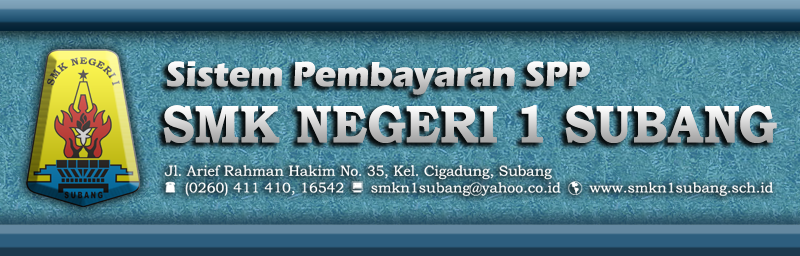 SMK NEGERI 1
SUBANG
Sistem Pembayaran SPP
SMK NEGERI 1 SUBANG
Jl. Arief Rahman Hakim No. 35, Kel. Cigadung, Subang
(0260) 411 410, 16542 smkn1subang@yahoo.co.id www.smkn1subang.sch.id